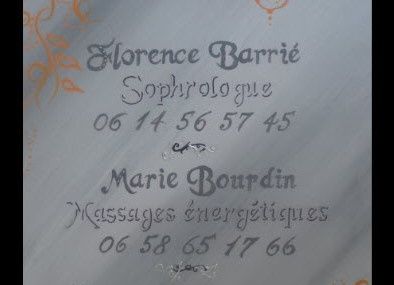 Florence Barrié
Sophrologue
06 14 56 57 45
Marie Bourdin
Massages énergétiques
06 58 65 17 66